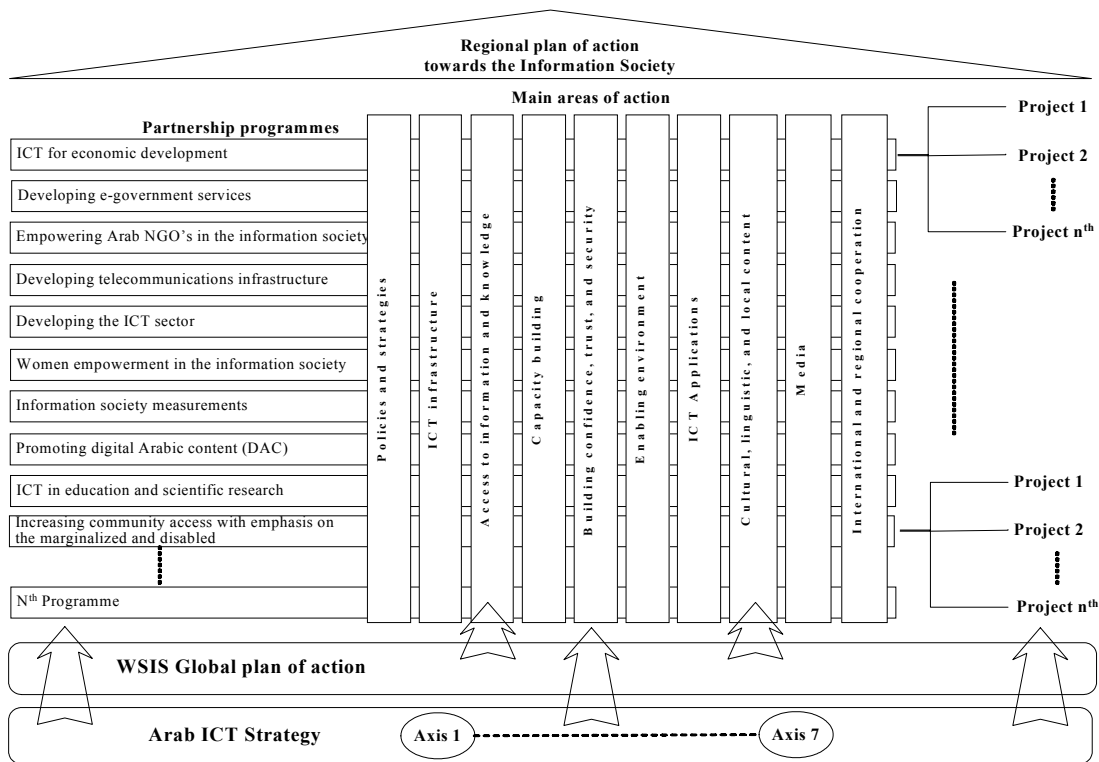 Regional plan of action
towards the Information Society
Main areas of action
Partnership programmes
ICT for economic development
Developing e-government services
Empowering Arab NGO's in the information society
Developing telecommunications infrastructure
Developing the ICT sector
Women empowerment in the information society
Information society measurements
Promoting digital Arabic content (DAC)
ICT in education and scientific research
Increasing community access with emphasis on
the marginalized and disabled
Nth Programme
Policies and strategies
ICT infrastructure
Access to information and knowledge
Capacity building
Building confidence, trust, and security
Enabling environment
ICT Applications
Cultural, linguistic, and local content
Media
International and regional cooperation
Project 1
Project 2
Project nth
Project 1
Project 2
Project nth
WSIS Global plan of action
Arab ICT Strategy
Axis 1
Axis 7